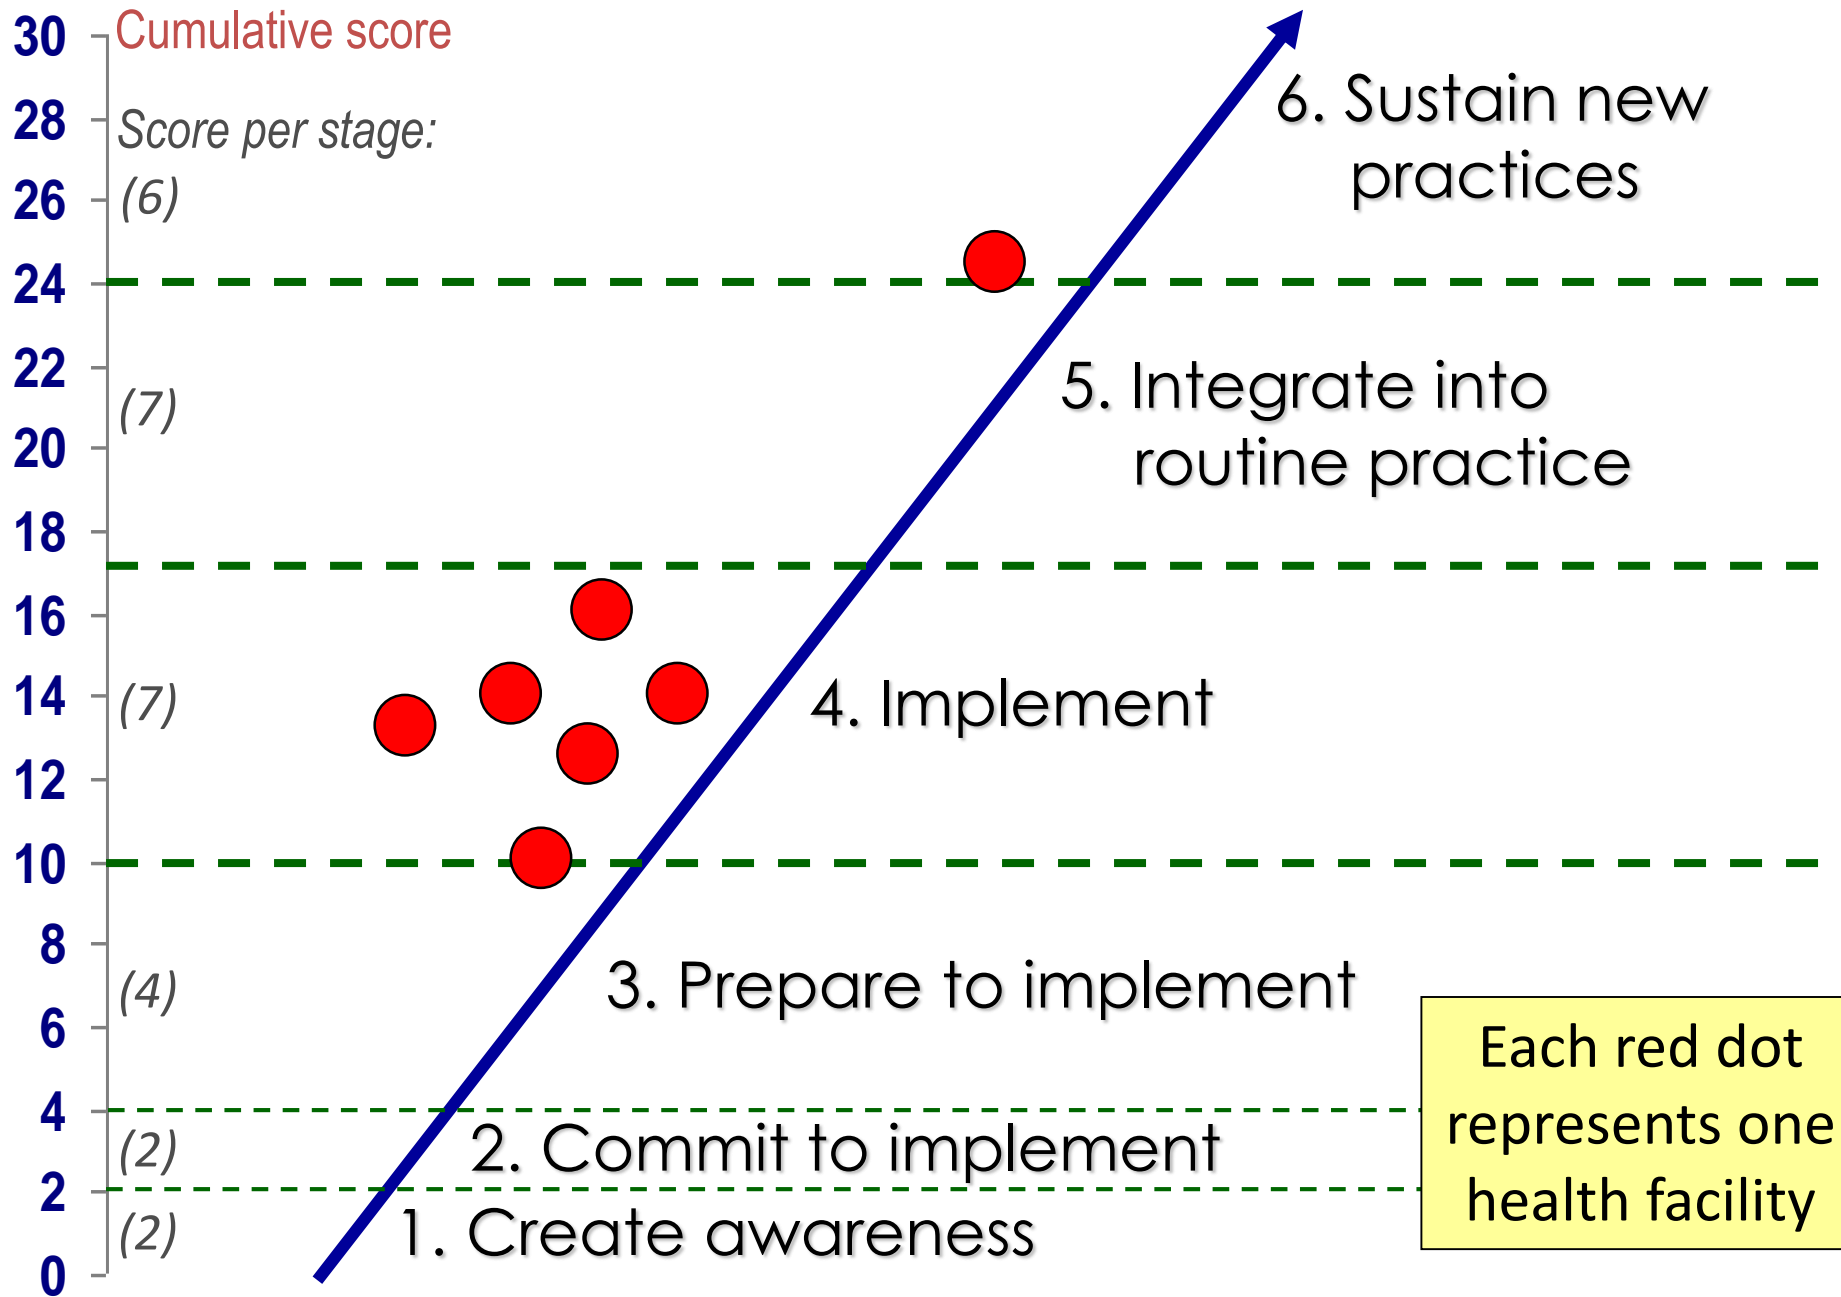 30
Cumulative score
28
Score per stage:
26
(6)
24
22
(7)
20
18
16
14
(7)
12
10
8
(4)
6
4
(2)
2
(2)
0
6. Sustain new
practices
5. Integrate into
routine practice
4. Implement
3. Prepare to implement
2. Commit to implement
1. Create awareness
Each red dot
represents one
health facility